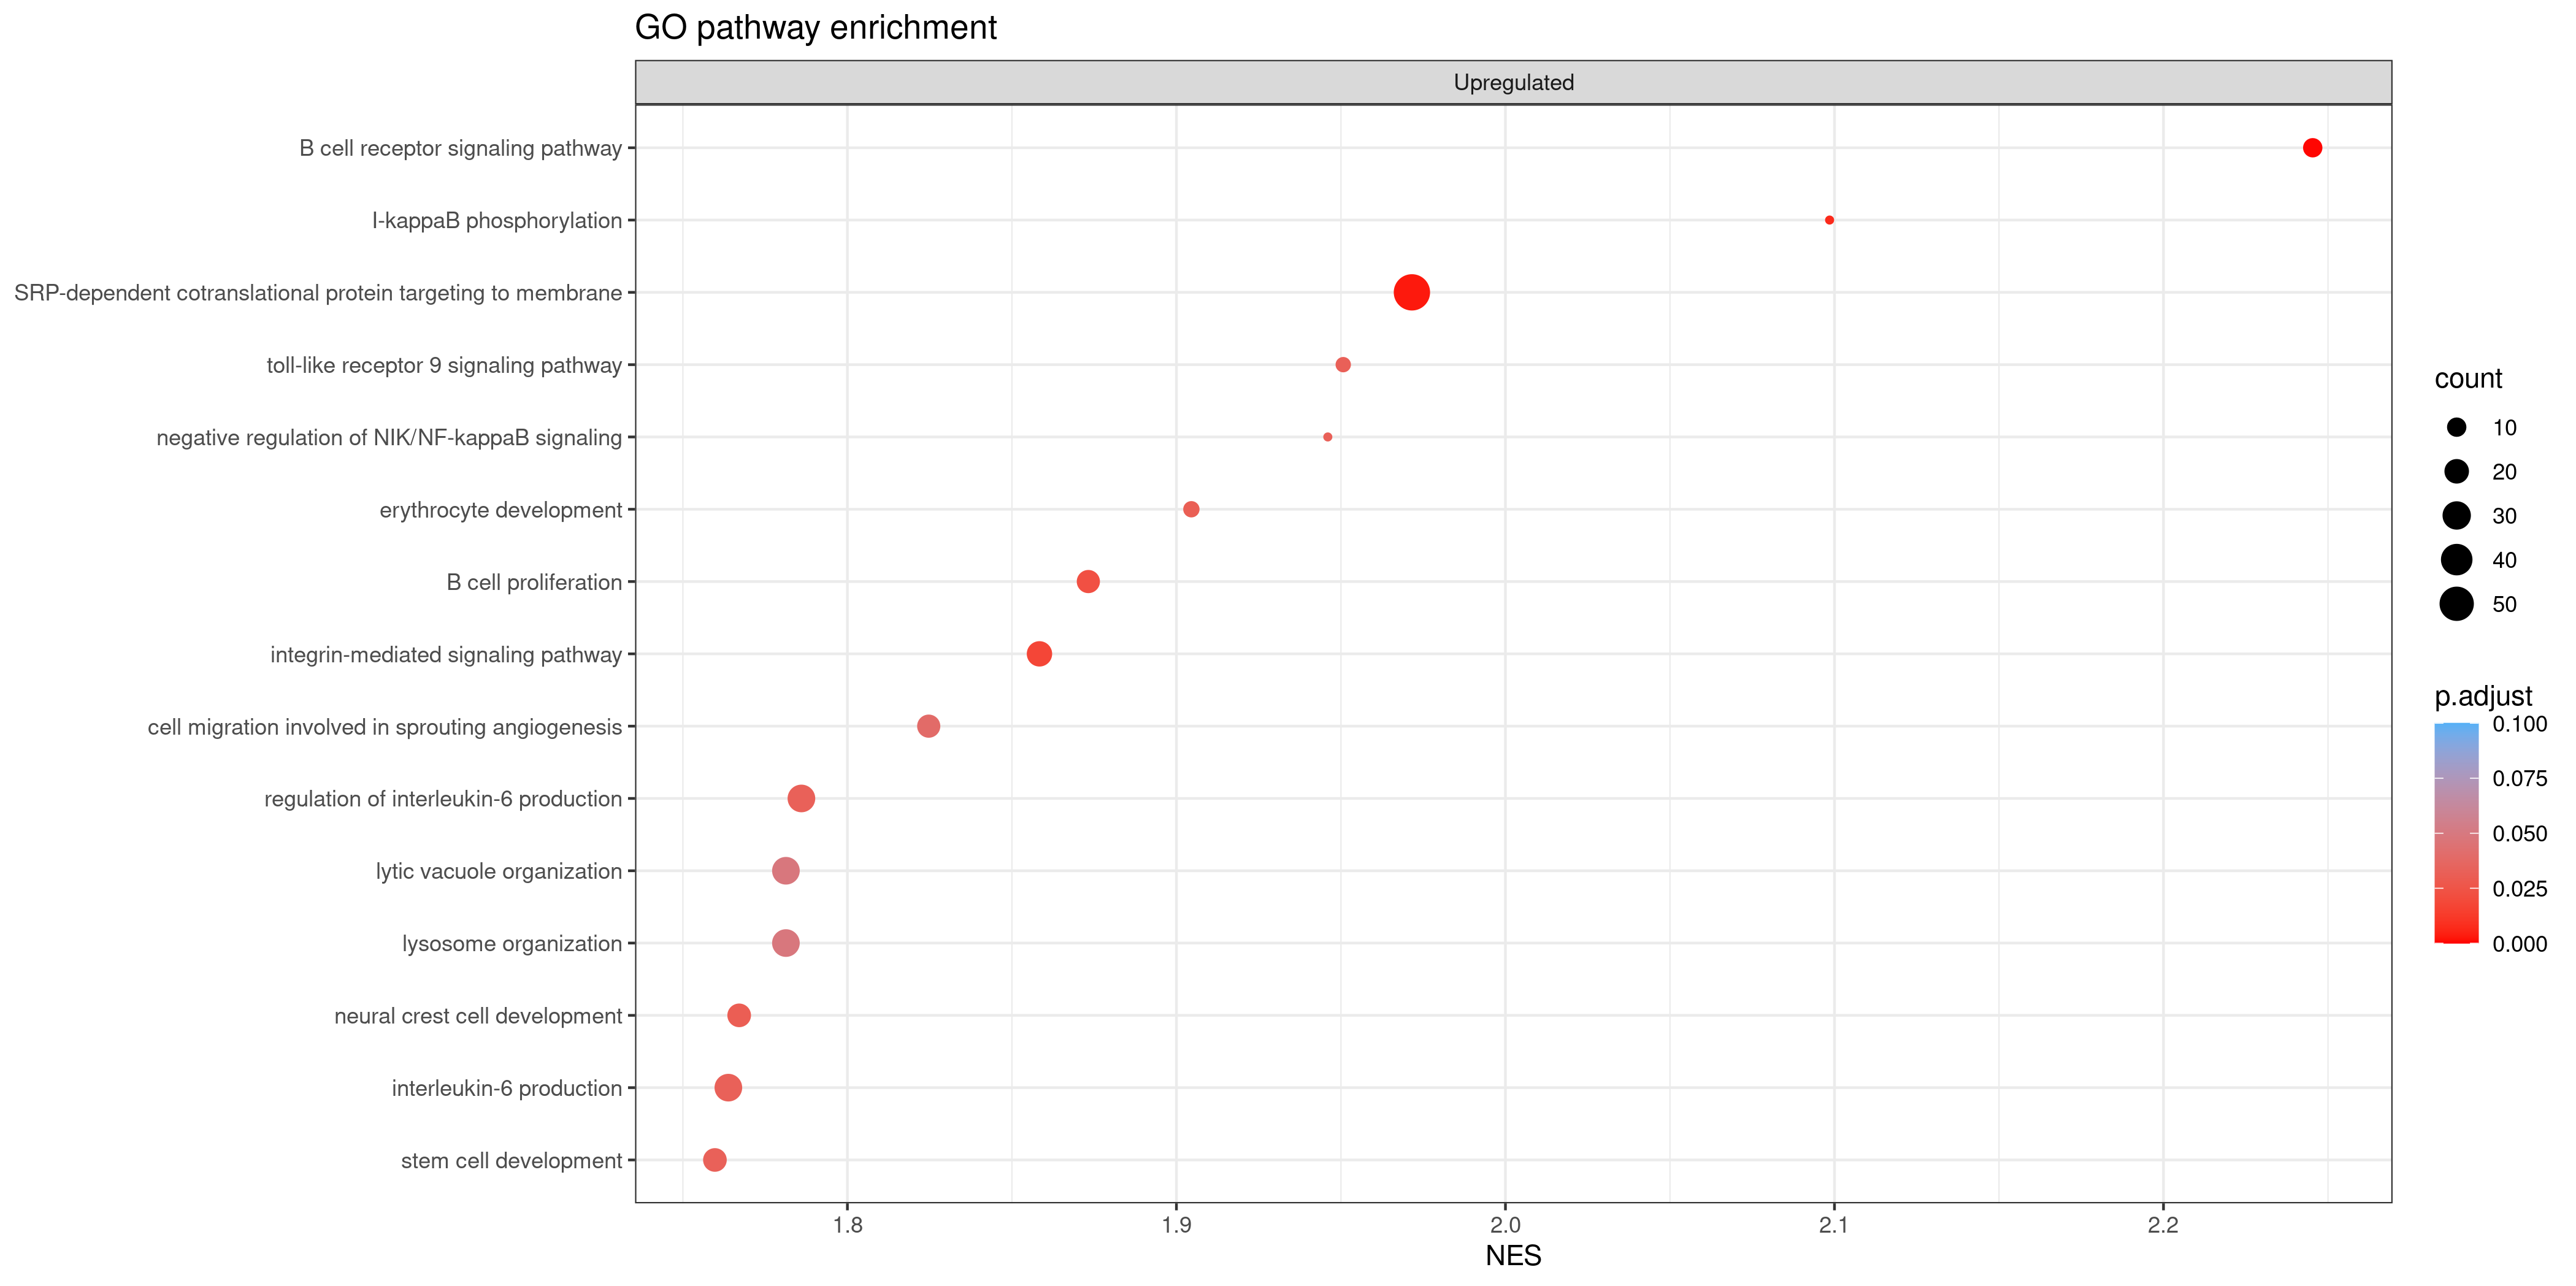 GO pathway enrichment
Upregulated
B cell receptor signaling pathway
I-kappaB phosphorylation
SRP-dependent cotranslational protein targeting to membrane
toll-like receptor 9 signaling pathway
negative regulation of NIK/NF-kappaB signaling
erythrocyte development
B cell proliferation
integrin-mediated signaling pathway
cell migration involved in sprouting angiogenesis
regulation of interleukin-6 production
lytic vacuole organization
lysosome organization
neural crest cell development
interleukin-6 production
stem cell development
1.8 1.9 2.0 2.1 2.2
NES
count
10
20
30
40
50
p.adjust
0.100
0.075
0.050
0.025
0.000